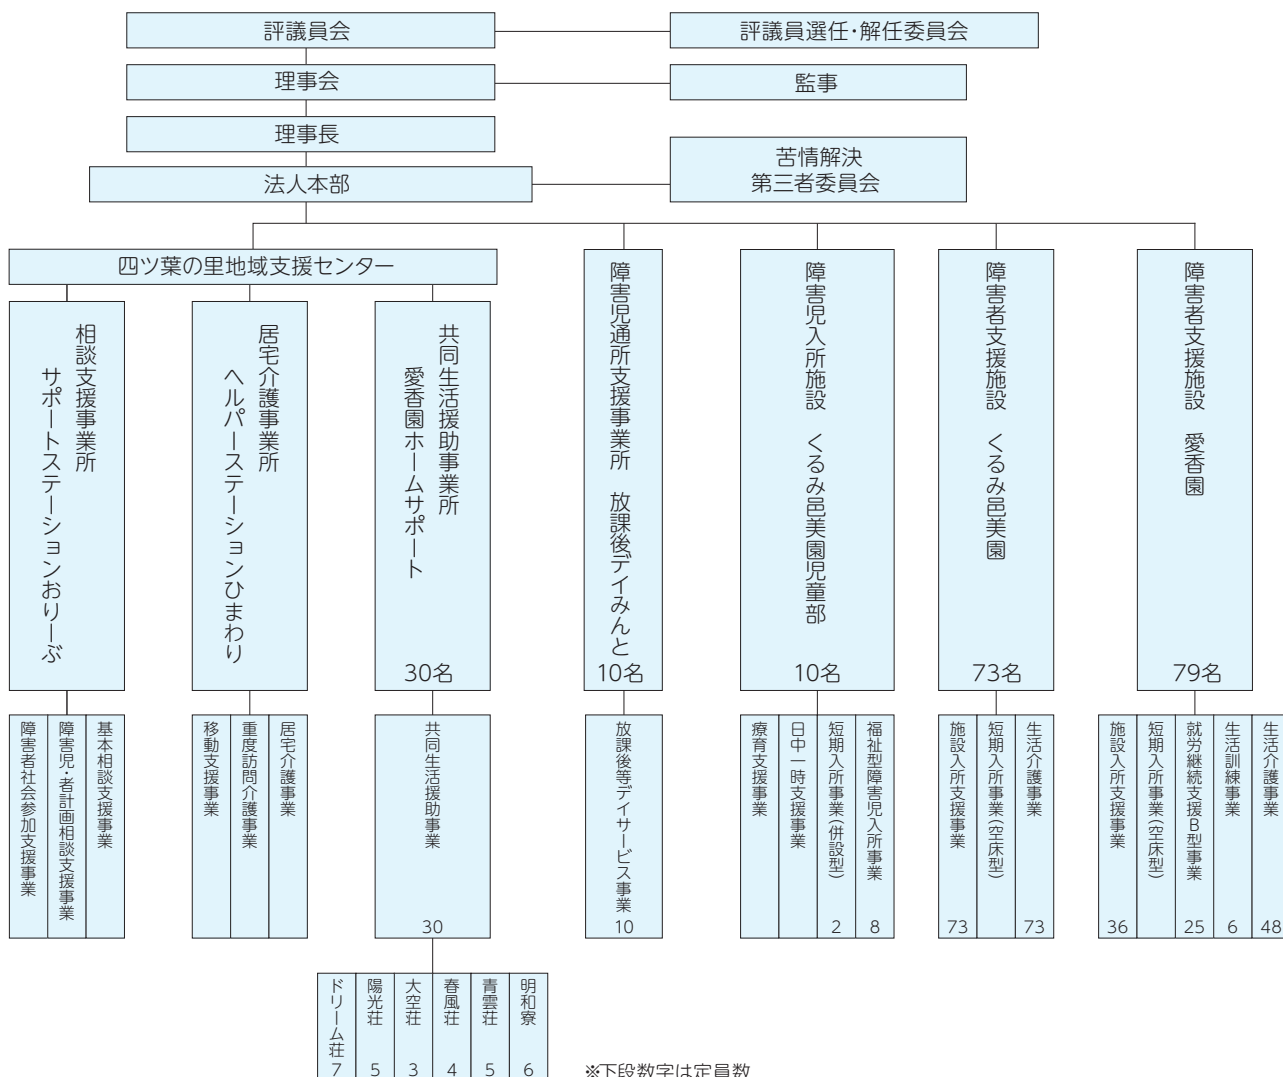 評議員会
評議員選任・解任委員会
理事会
監事
理事長
苦情解決
第三者委員会
法人本部
四ツ葉の里地域支援センター
相談支援事業所
サポートステーションおりーぶ
居宅介護事業所
ヘルパーステーションひまわり
共同生活援助事業所
愛香園ホームサポート
30名
障害児通所支援事業所 放課後デイみんと
10名
障害児入所施設 くるみ邑美園児童部
10名
障害者支援施設 くるみ邑美園
73名
障害者支援施設 愛香園
79名
基本相談支援事業
障害児・者計画相談支援事業
障害者社会参加支援事業
居宅介護事業
重度訪問介護事業
移動支援事業
共同生活援助事業
30
放課後等デイサービス事業
10
福祉型障害児入所事業
8
短期入所事業(併設型)
2
日中一時支援事業
療育支援事業
生活介護事業
73
短期入所事業(空床型)
施設入所支援事業
73
生活介護事業
48
生活訓練事業
6
就労継続支援B型事業
25
短期入所事業(空床型)
施設入所支援事業
36
明和寮
6
青雲荘
5
春風荘
4
大空荘
3
陽光荘
5
ドリーム荘
7
※下段数字は定員数